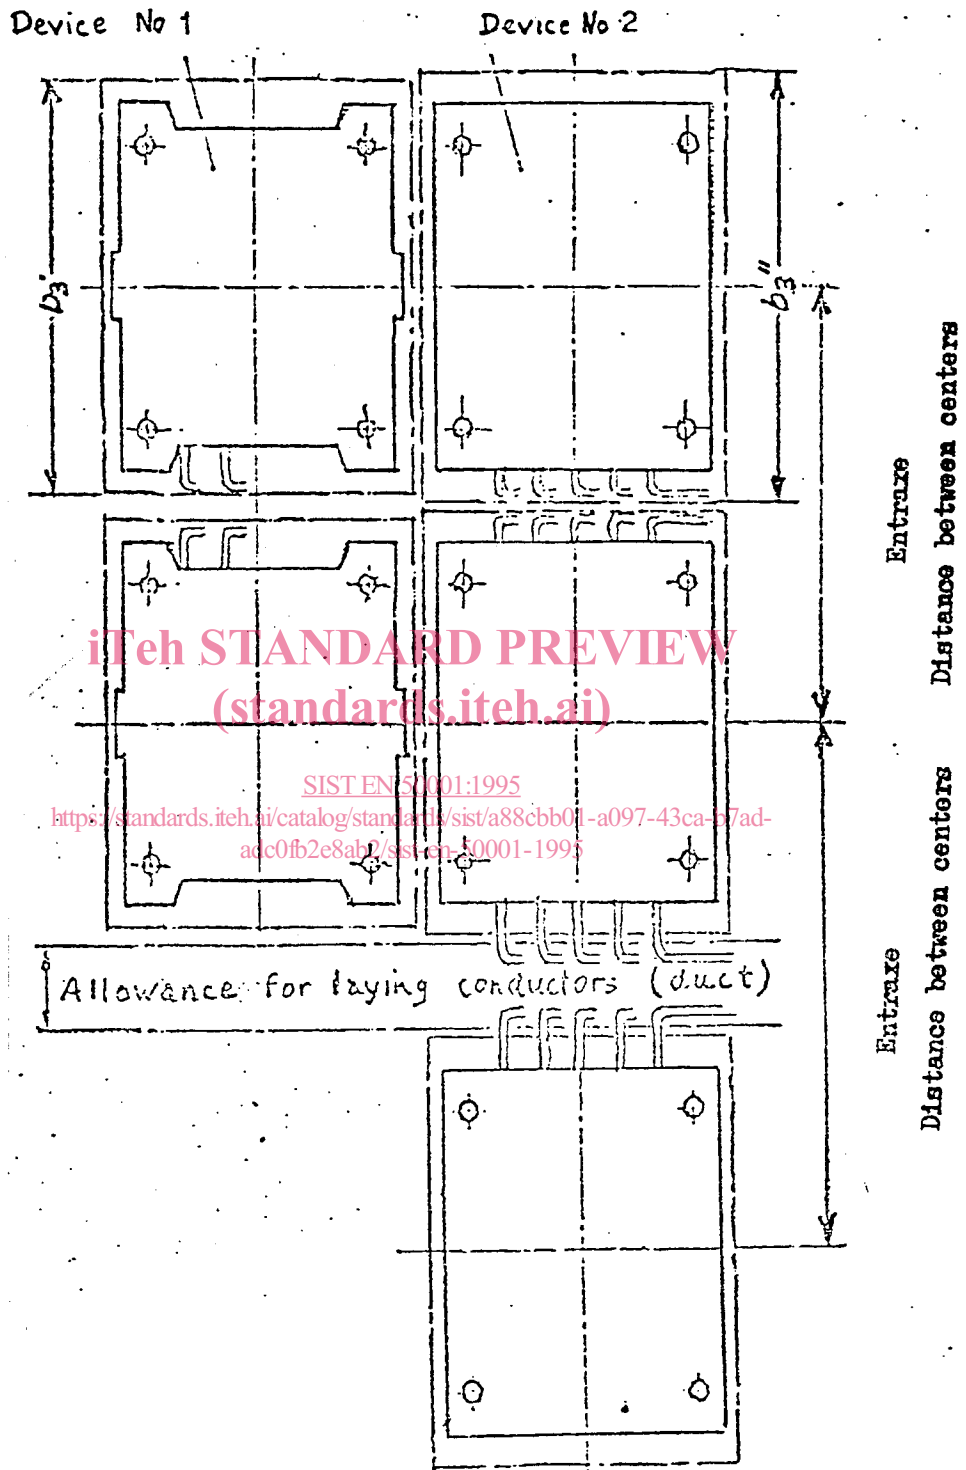 Device No 1
Device No 2
b3'
b3"
Entraxe
Distance between centers
iTeh STANDARD PREVIEW
(standards.iteh.ai)
SIST EN 50001:1995
https://standards.iteh.ai/catalog/standards/sist/a88cbb01-a097-43ca-b7ad-
adc0fb2e8ab2/sist-en-50001-1995
Entraxe
Distance between centers
Allowance for laying conductors (duct)